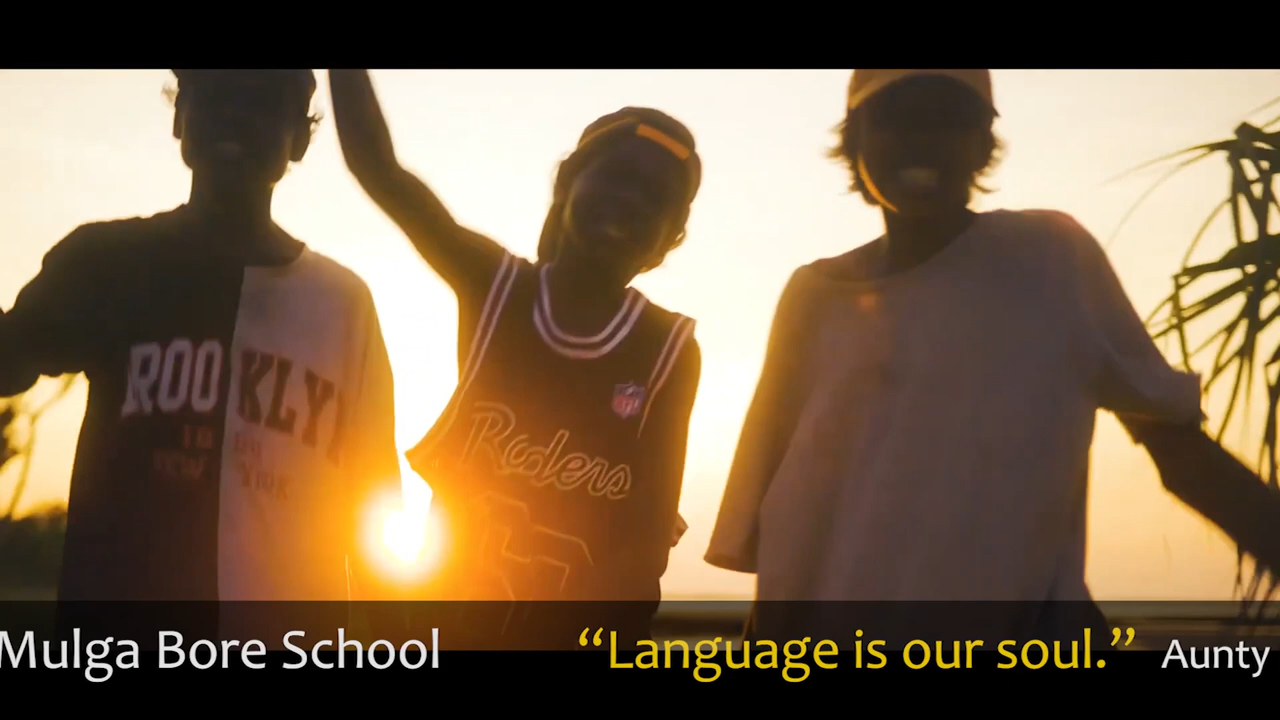 ROOKLY
Raiders
Mulga Bore School “Language is our soul.” Aunty